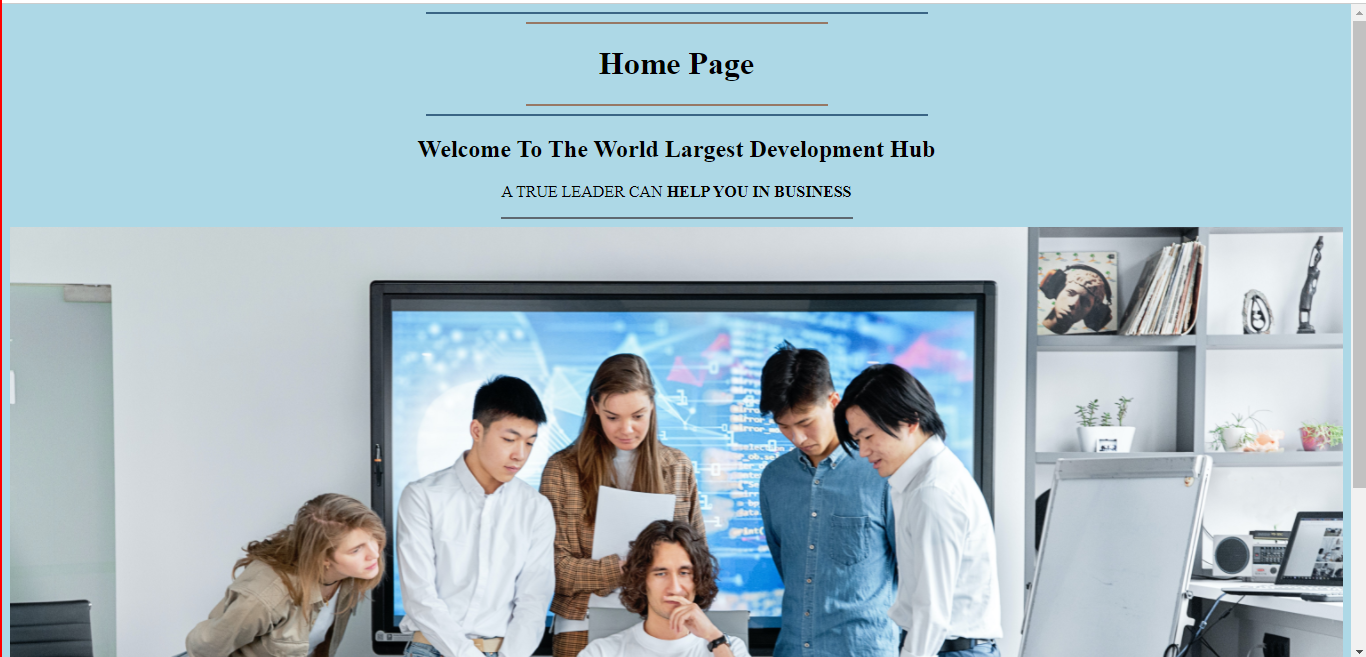 Home Page
Welcome To The World Largest Development Hub
A TRUE LEADER CAN HELP YOU IN BUSINESS